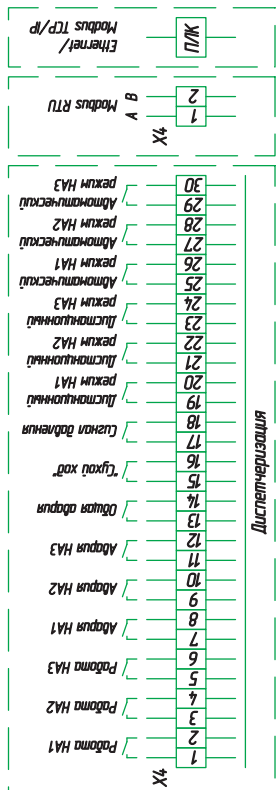 Диспетчеризация
X4
1
Работа НА1
2
3
Работа НА2
4
5
Работа НА3
6
7
Авария НА1
8
9
Авария НА2
10
11
Авария НА3
12
13
Общая авария
14
15
"Сухой ход"
16
17
Сигнал давления
18
19
Дистанционный
режим НА1
20
21
Дистанционный
режим НА2
22
23
Дистанционный
режим НА3
24
25
Автоматический
режим НА1
26
27
Автоматический
режим НА2
28
29
Автоматический
режим НА3
30
X4
1 A
2 B
Modbus RTU
ПЛК
Ethernet/
Modbus TCP/IP